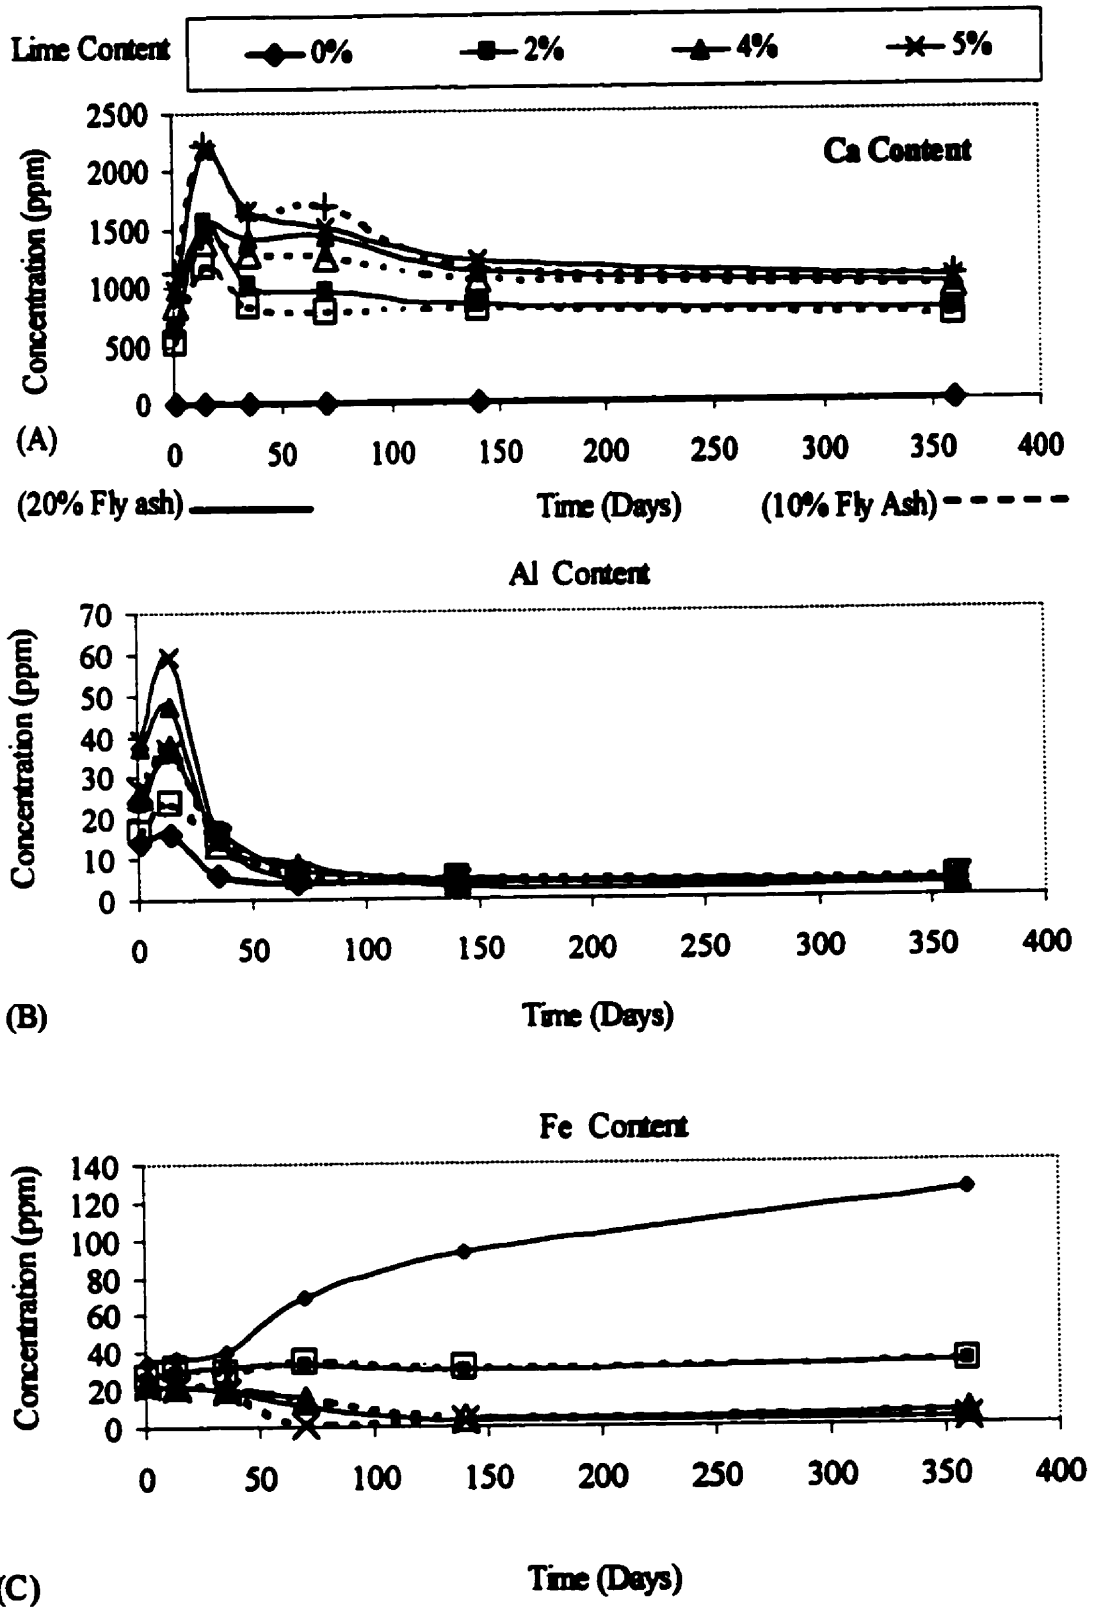 Lime Content 0% 2% 4% 5%
2500
Ca Content
2000
1500
1000
500
0
Concentration (ppm)
(A)
0 50 100 150 200 250 300 350 400
(20% Fly ash) Time (Days) (10% Fly Ash)
Al Content
70
60
50
40
30
20
10
0
Concentration (ppm)
0 50 100 150 200 250 300 350 400
(B) Time (Days)
Fe Content
140
120
100
80
60
40
20
0
Concentration (ppm)
0 50 100 150 200 250 300 350 400
(C) Time (Days)